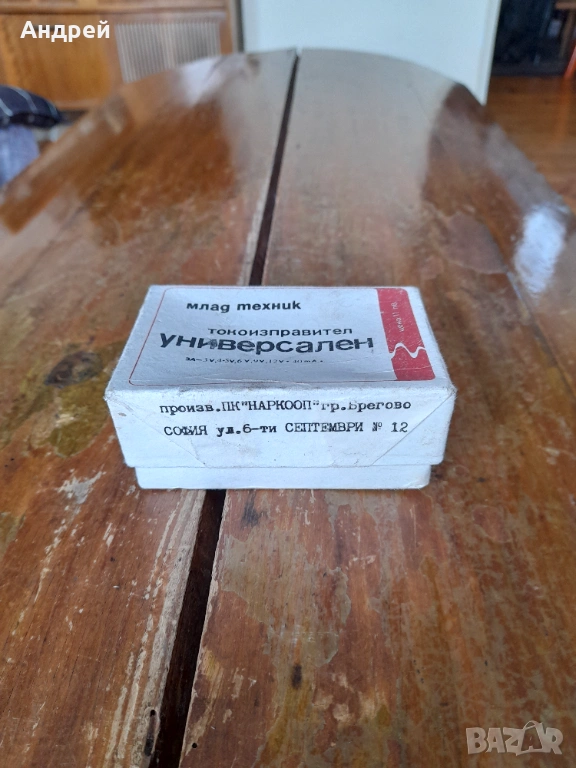 Андрей
млад техник
токоизправител
универсален
произв.ПК"НАРКООП"гр.Брегово
СОФИЯ ул.6-ти СЕПТЕМВРИ № 12
BAZAR